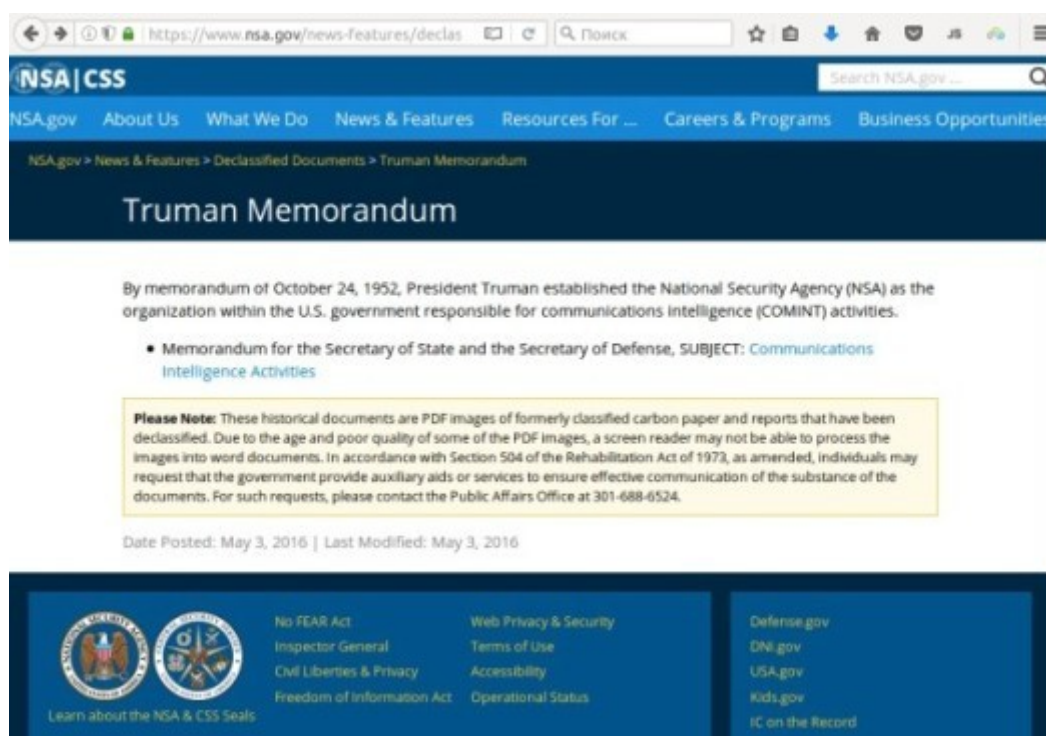 https://www.nsa.gov/news-features/declas Поиск
NSA|CSS Search NSA.gov ...
NSA.gov About Us What We Do News & Features Resources For ... Careers & Programs Business Opportunities
NSA.gov > News & Features > Declassified Documents > Truman Memorandum
Truman Memorandum
By memorandum of October 24, 1952, President Truman established the National Security Agency (NSA) as the
organization within the U.S. government responsible for communications intelligence (COMINT) activities.
• Memorandum for the Secretary of State and the Secretary of Defense, SUBJECT: Communications
Intelligence Activities
Please Note: These historical documents are PDF images of formerly classified carbon paper and reports that have been
declassified. Due to the age and poor quality of some of the PDF images, a screen reader may not be able to process the
images into word documents. In accordance with Section 504 of the Rehabilitation Act of 1973, as amended, individuals may
request that the government provide auxiliary aids or services to ensure effective communication of the substance of the
documents. For such requests, please contact the Public Affairs Office at 301-688-6524.
Date Posted: May 3, 2016 | Last Modified: May 3, 2016
No FEAR Act Web Privacy & Security Defense.gov
Inspector General Terms of Use DNI.gov
Civil Liberties & Privacy Accessibility USA.gov
Freedom of Information Act Operational Status Kids.gov
Learn about the NSA & CSS Seals IC on the Record